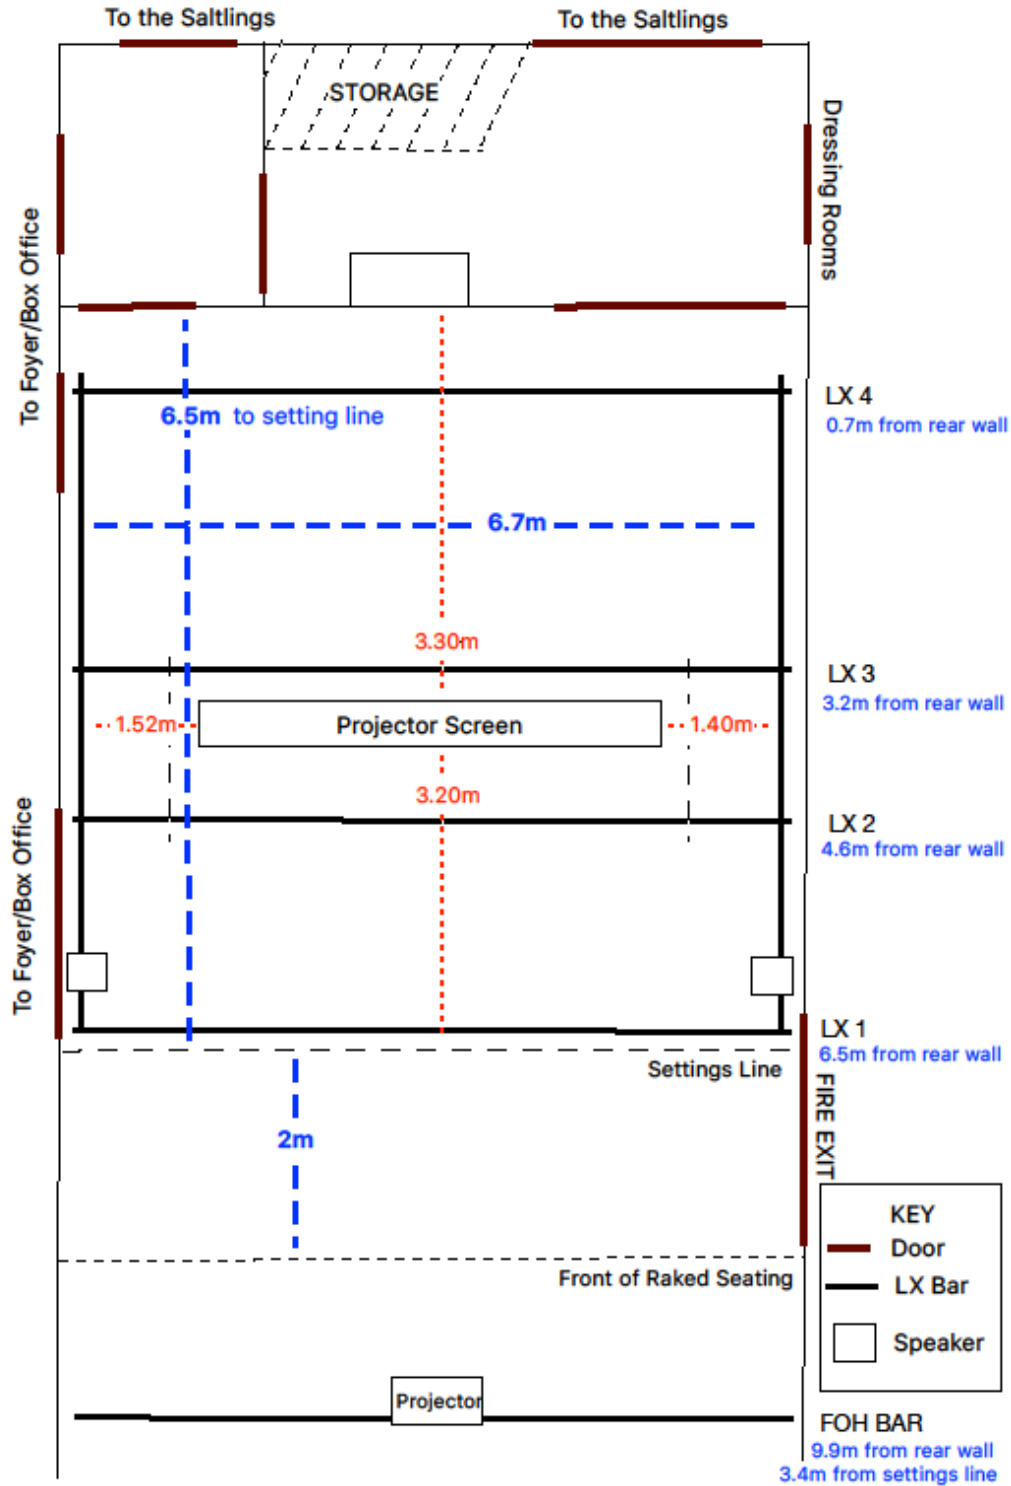 To the Saltlings
To the Saltlings
STORAGE
Dressing Rooms
To Foyer/Box Office
LX 4
0.7m from rear wall
6.5m to setting line
6.7m
3.30m
LX 3
3.2m from rear wall
1.52m
Projector Screen
1.40m
3.20m
LX 2
4.6m from rear wall
To Foyer/Box Office
LX 1
6.5m from rear wall
Settings Line
FIRE EXIT
2m
KEY
Door
LX Bar
Speaker
Front of Raked Seating
Projector
FOH BAR
9.9m from rear wall
3.4m from settings line